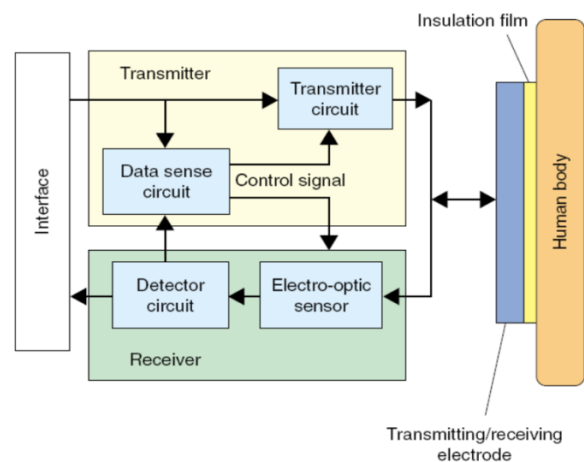 Insulation film
Transmitter
Transmitter
circuit
Data sense
circuit
Control signal
Interface
Human body
Detector
circuit
Electro-optic
sensor
Receiver
Transmitting/receiving
electrode